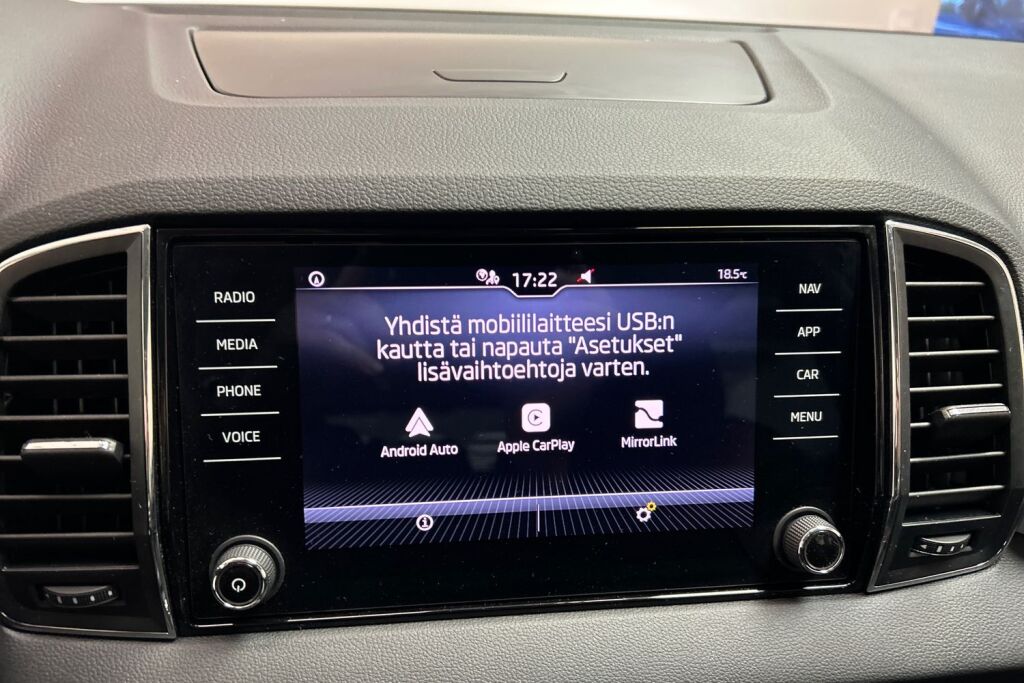 17:22
18.5°C
RADIO
MEDIA
PHONE
VOICE
Yhdistä mobiililaitteesi USB:n
kautta tai napauta "Asetukset"
lisävaihtoehtoja varten.
Android Auto
Apple CarPlay
MirrorLink
NAV
APP
CAR
MENU